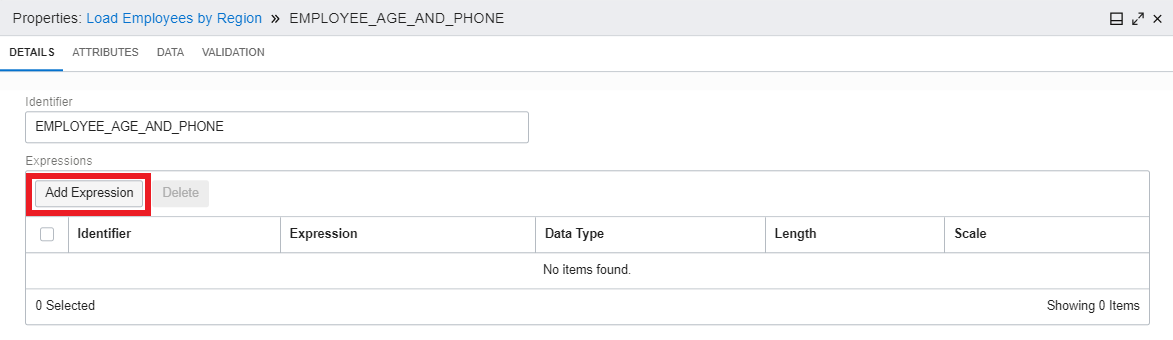 Properties: Load Employees by Region » EMPLOYEE_AGE_AND_PHONE
DETAILS ATTRIBUTES DATA VALIDATION
Identifier
EMPLOYEE_AGE_AND_PHONE
Expressions
Add Expression Delete
Identifier Expression Data Type Length Scale
No items found.
0 Selected Showing 0 Items